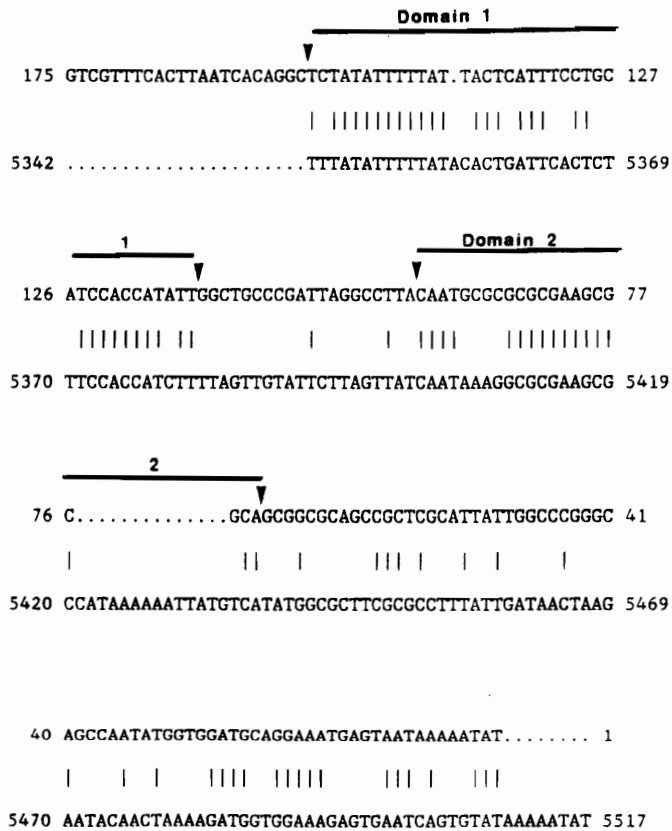 Domain 1
175 GTCGTTTCACTTAATCACAGGCTCTATATTTTTAT.TACTCATTTCCTGC 127
5342 ......................TTTATATTTTTATACACTGATTCACTCT 5369
1 Domain 2
126 ATCCACCATATTGGCTGCCCGATTAGGCCTTACAATGCGCGCGCGAAGCG 77
5370 TTCCACCATCTTTTAGTTGTATTCTTAGTTATCAATAAAGGCGCGAAGCG 5419
2
76 C..............GCAGCGGCGCAGCCGCTCGCATTATTGGCCCGGGC 41
5420 CCATAAAAAATTATGTCATATGGCGCTTCGCGCCTTTATTGATAACTAAG 5469
40 AGCCAATATGGTGGATGCAGGAAATGAGTAATAAAAATAT........ 1
5470 AATACAACTAAAAGATGGTGGAAAGAGTGAATCAGTGTATAAAAATAT 5517